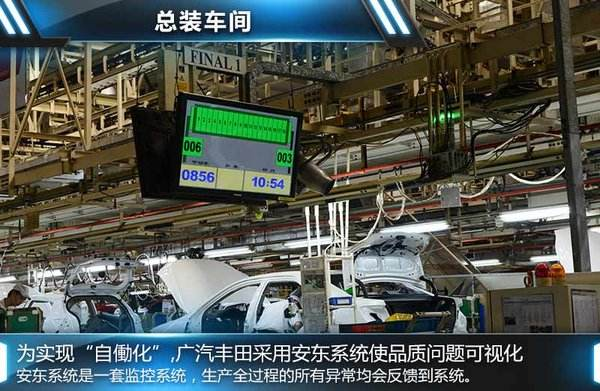 总装车间
FINAL 1
006
003
0856
10:54
为实现“自働化”,广汽丰田采用安东系统使品质问题可视化
安东系统是一套监控系统，生产全过程的所有异常均会反馈到系统。